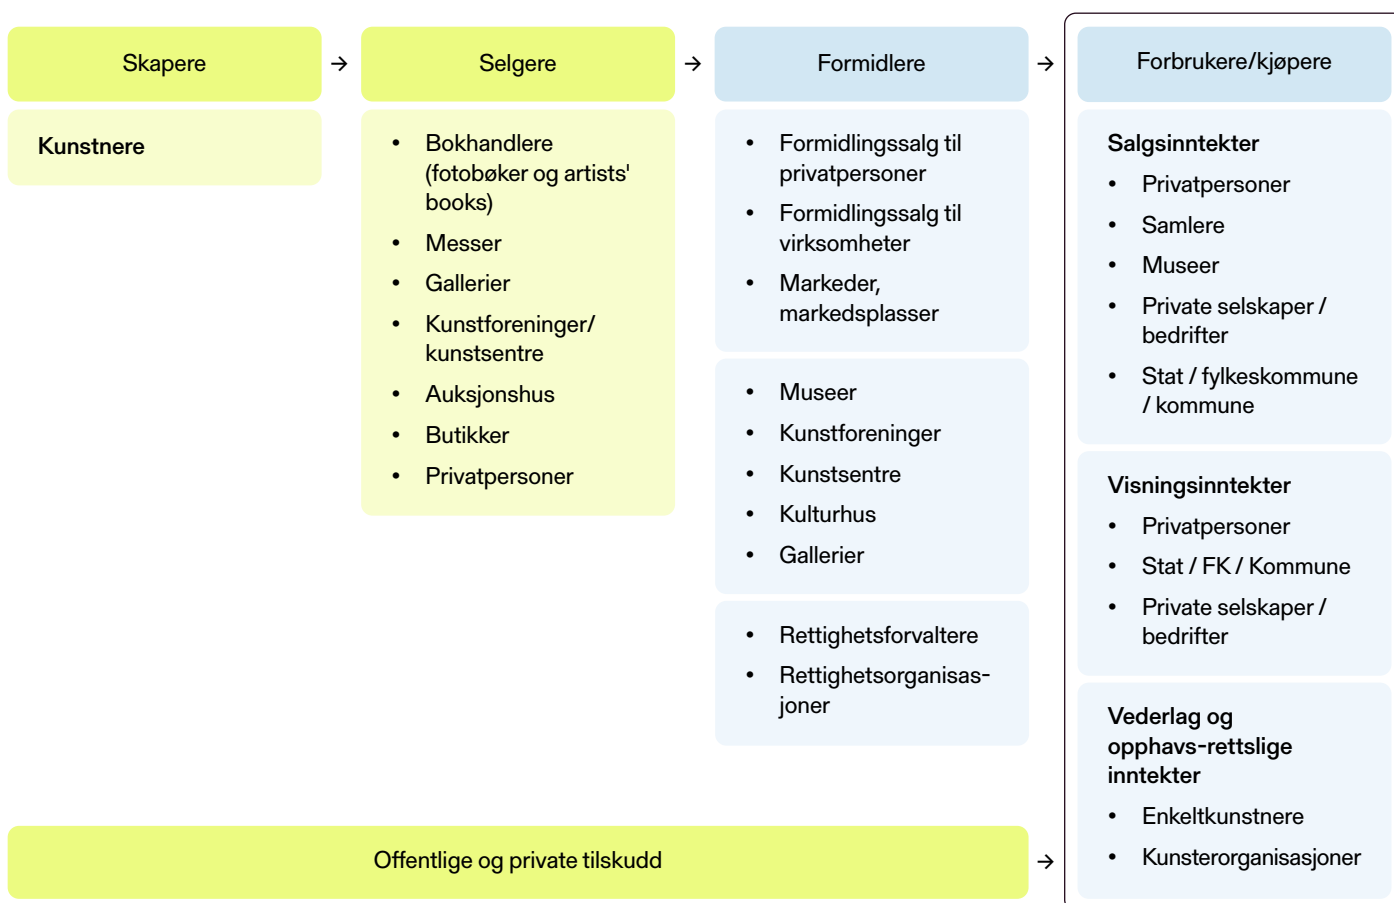 Skapere → Selgere → Formidlere → Forbrukere/kjøpere
Kunstnere
• Bokhandlere
(fotobøker og artists'
books)
• Messer
• Gallerier
• Kunstforeninger/
kunstsentre
• Auksjonshus
• Butikker
• Privatpersoner
• Formidlingssalg til
privatpersoner
• Formidlingssalg til
virksomheter
• Markeder,
markedsplasser
• Museer
• Kunstforeninger
• Kunstsentre
• Kulturhus
• Gallerier
• Rettighetsforvaltere
• Rettighetsorganisas-
joner
Salgsinntekter
• Privatpersoner
• Samlere
• Museer
• Private selskaper /
bedrifter
• Stat / fylkeskommune
/ kommune
Visningsinntekter
• Privatpersoner
• Stat / FK / Kommune
• Private selskaper /
bedrifter
Vederlag og
opphavs-rettslige
inntekter
• Enkeltkunstnere
• Kunsterorganisasjoner
Offentlige og private tilskudd →